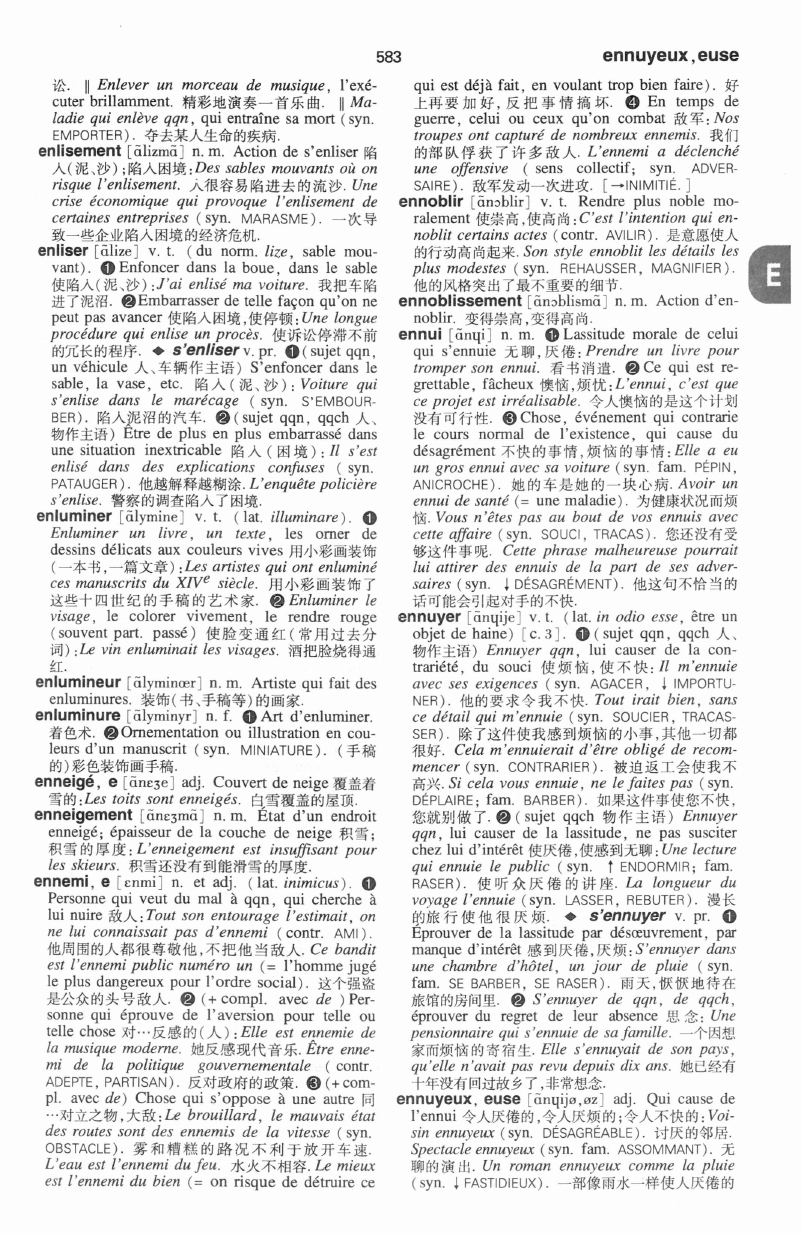 583
ennuyeux, euse
讼. ‖ Enlever un morceau de musique, l'exé-
cuter brillamment. 精彩地演奏一首乐曲. ‖ Ma-
ladie qui enlève qqn, qui entraîne sa mort (syn.
EMPORTER). 夺去某人生命的疾病.
enlisement [ɑ̃lizmɑ̃] n. m. Action de s'enliser 陷
入(泥、沙);陷入困境:Des sables mouvants où on
risque l'enlisement. 人很容易陷进去的流沙. Une
crise économique qui provoque l'enlisement de
certaines entreprises (syn. MARASME). 一次导
致一些企业陷入困境的经济危机.
enliser [ɑ̃lize] v. t. (du norm. lize, sable mou-
vant). ❶ Enfoncer dans la boue, dans le sable
使陷入(泥、沙):J'ai enlisé ma voiture. 我把车陷
进了泥沼. ❷Embarrasser de telle façon qu'on ne
peut pas avancer 使陷入困境,使停顿:Une longue
procédure qui enlise un procès. 使诉讼停滞不前
的冗长的程序. ◆ s'enliser v. pr. ❶(sujet qqn,
un véhicule 人、车辆作主语) S'enfoncer dans le
sable, la vase, etc. 陷入(泥、沙): Voiture qui
s'enlise dans le marécage (syn. S'EMBOUR-
BER). 陷入泥沼的汽车. ❷(sujet qqn, qqch 人、
物作主语) Être de plus en plus embarrassé dans
une situation inextricable 陷入(困境): Il s'est
enlisé dans des explications confuses (syn.
PATAUGER). 他越解释越糊涂. L'enquête policière
s'enlise. 警察的调查陷入了困境.
enluminer [ɑ̃lymine] v. t. (lat. illuminare). ❶
Enluminer un livre, un texte, les orner de
dessins délicats aux couleurs vives 用小彩画装饰
(一本书,一篇文章):Les artistes qui ont enluminé
ces manuscrits du XIVe siècle. 用小彩画装饰了
这些十四世纪的手稿的艺术家. ❷ Enluminer le
visage, le colorer vivement, le rendre rouge
(souvent part. passé) 使脸变通红(常用过去分
词):Le vin enluminait les visages. 酒把脸烧得通
红.
enlumineur [ɑ̃lyminœr] n. m. Artiste qui fait des
enluminures. 装饰(书、手稿等)的画家.
enluminure [ɑ̃lyminyr] n. f. ❶ Art d'enluminer.
着色术. ❷Ornementation ou illustration en cou-
leurs d'un manuscrit (syn. MINIATURE). (手稿
的)彩色装饰画手稿.
enneigé, e [ɑ̃nɛʒe] adj. Couvert de neige 覆盖着
雪的:Les toits sont enneigés. 白雪覆盖的屋顶.
enneigement [ɑ̃nɛʒmɑ̃] n. m. État d'un endroit
enneigé; épaisseur de la couche de neige 积雪;
积雪的厚度:L'enneigement est insuffisant pour
les skieurs. 积雪还没有到能滑雪的厚度.
ennemi, e [ɛnmi] n. et adj. (lat. inimicus). ❶
Personne qui veut du mal à qqn, qui cherche à
lui nuire 敌人:Tout son entourage l'estimait, on
ne lui connaissait pas d'ennemi (contr. AMI).
他周围的人都很尊敬他,不把他当敌人. Ce bandit
est l'ennemi public numéro un (= l'homme jugé
le plus dangereux pour l'ordre social). 这个强盗
是公众的头号敌人. ❷ (+ compl. avec de ) Per-
sonne qui éprouve de l'aversion pour telle ou
telle chose 对…反感的(人):Elle est ennemie de
la musique moderne. 她反感现代音乐. Être enne-
mi de la politique gouvernementale (contr.
ADEPTE, PARTISAN). 反对政府的政策. ❸(+ com-
pl. avec de) Chose qui s'oppose à une autre 同
…对立之物,大敌:Le brouillard, le mauvais état
des routes sont des ennemis de la vitesse (syn.
OBSTACLE). 雾和糟糕的路况不利于放开车速.
L'eau est l'ennemi du feu. 水火不相容. Le mieux
est l'ennemi du bien (= on risque de détruire ce
qui est déjà fait, en voulant trop bien faire). 好
上再要加好,反把事情搞坏. ❹ En temps de
guerre, celui ou ceux qu'on combat 敌军:Nos
troupes ont capturé de nombreux ennemis. 我们
的部队俘获了许多敌人. L'ennemi a déclenché
une offensive (sens collectif; syn. ADVER-
SAIRE). 敌军发动一次进攻. [→INIMITIÉ.]
ennoblir [ɑ̃nɔblir] v. t. Rendre plus noble mo-
ralement 使崇高,使高尚:C'est l'intention qui en-
noblit certains actes (contr. AVILIR). 是意愿使人
的行动高尚起来. Son style ennoblit les détails les
plus modestes (syn. REHAUSSER, MAGNIFIER).
他的风格突出了最不重要的细节.
ennoblissement [ɑ̃nɔblismɑ̃] n. m. Action d'en-
noblir. 变得崇高,变得高尚.
ennui [ɑ̃nɥi] n. m. ❶ Lassitude morale de celui
qui s'ennuie 无聊,厌倦:Prendre un livre pour
tromper son ennui. 看书消遣. ❷ Ce qui est re-
grettable, fâcheux 懊恼,烦忧:L'ennui, c'est que
ce projet est irréalisable. 令人懊恼的是这个计划
没有可行性. ❸ Chose, événement qui contrarie
le cours normal de l'existence, qui cause du
désagrément 不快的事情,烦恼的事情:Elle a eu
un gros ennui avec sa voiture (syn. fam. PÉPIN,
ANICROCHE). 她的车是她的一块心病. Avoir un
ennui de santé (= une maladie). 为健康状况而烦
恼. Vous n'êtes pas au bout de vos ennuis avec
cette affaire (syn. SOUCI, TRACAS). 您还没有受
够这件事呢. Cette phrase malheureuse pourrait
lui attirer des ennuis de la part de ses adver-
saires (syn. ↓ DÉSAGRÉMENT). 他这句不恰当的
话可能会引起对手的不快.
ennuyer [ɑ̃nɥije] v. t. (lat. in odio esse, être un
objet de haine) [c. 3]. ❶ (sujet qqn, qqch 人、
物作主语) Ennuyer qqn, lui causer de la con-
trariété, du souci 使烦恼,使不快: Il m'ennuie
avec ses exigences (syn. AGACER, ↓ IMPORTU-
NER). 他的要求令我不快. Tout irait bien, sans
ce détail qui m'ennuie (syn. SOUCIER, TRACAS-
SER). 除了这件使我感到烦恼的小事,其他一切都
很好. Cela m'ennuierait d'être obligé de recom-
mencer (syn. CONTRARIER). 被迫返工会使我不
高兴. Si cela vous ennuie, ne le faites pas (syn.
DÉPLAIRE; fam. BARBER). 如果这件事使您不快,
您就别做了. ❷ (sujet qqch 物作主语) Ennuyer
qqn, lui causer de la lassitude, ne pas susciter
chez lui d'intérêt 使厌倦,使感到无聊:Une lecture
qui ennuie le public (syn. ↑ ENDORMIR; fam.
RASER). 使听众厌倦的讲座. La longueur du
voyage l'ennuie (syn. LASSER, REBUTER). 漫长
的旅行使他很厌烦. ◆ s'ennuyer v. pr. ❶
Éprouver de la lassitude par désœuvrement, par
manque d'intérêt 感到厌倦,厌烦:S'ennuyer dans
une chambre d'hôtel, un jour de pluie (syn.
fam. SE BARBER, SE RASER). 雨天,恹恹地待在
旅馆的房间里. ❷ S'ennuyer de qqn, de qqch,
éprouver du regret de leur absence 思念: Une
pensionnaire qui s'ennuie de sa famille. 一个因想
家而烦恼的寄宿生. Elle s'ennuyait de son pays,
qu'elle n'avait pas revu depuis dix ans. 她已经有
十年没有回过故乡了,非常想念.
ennuyeux, euse [ɑ̃nɥijø,øz] adj. Qui cause de
l'ennui 令人厌倦的,令人厌烦的;令人不快的:Voi-
sin ennuyeux (syn. DÉSAGRÉABLE). 讨厌的邻居.
Spectacle ennuyeux (syn. fam. ASSOMMANT). 无
聊的演出. Un roman ennuyeux comme la pluie
(syn. ↓ FASTIDIEUX). 一部像雨水一样使人厌倦的
E